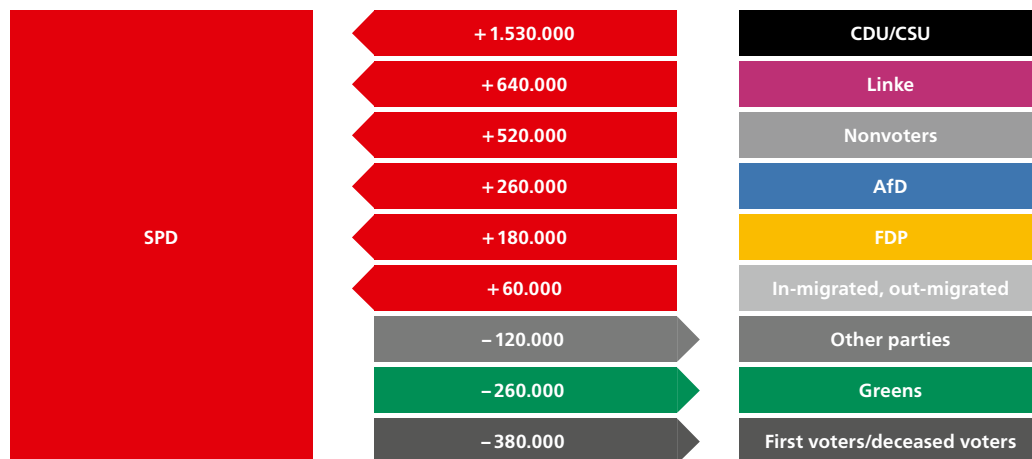 SPD
+1.530.000 CDU/CSU
+640.000 Linke
+520.000 Nonvoters
+260.000 AfD
+180.000 FDP
+60.000 In-migrated, out-migrated
–120.000 Other parties
–260.000 Greens
–380.000 First voters/deceased voters